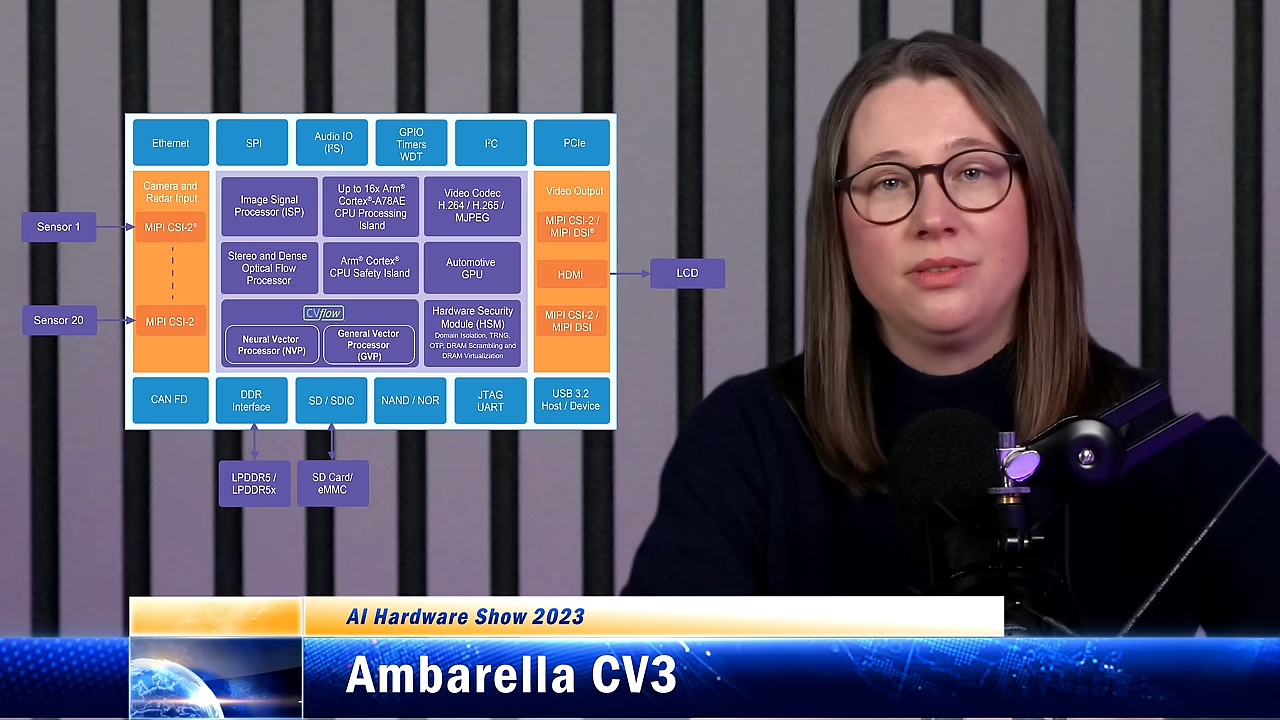 Ethernet
SPI
Audio IO
(I²S)
GPIO
Timers
WDT
I²C
PCIe
Camera and
Radar Input
MIPI CSI-2®
MIPI CSI-2
Sensor 1
Sensor 20
Image Signal
Processor (ISP)
Up to 16x Arm®
Cortex®-A78AE
CPU Processing
Island
Video Codec
H.264 / H.265 /
MJPEG
Stereo and Dense
Optical Flow
Processor
Arm® Cortex®
CPU Safety Island
Automotive
GPU
CVflow
Neural Vector
Processor (NVP)
General Vector
Processor
(GVP)
Hardware Security
Module (HSM)
Domain Isolation, TRNG,
OTP, DRAM Scrambling and
DRAM Virtualization
Video Output
MIPI CSI-2 /
MIPI DSI®
HDMI
MIPI CSI-2 /
MIPI DSI
LCD
CAN FD
DDR
Interface
SD / SDIO
NAND / NOR
JTAG
UART
USB 3.2
Host / Device
LPDDR5 /
LPDDR5x
SD Card/
eMMC
AI Hardware Show 2023
Ambarella CV3